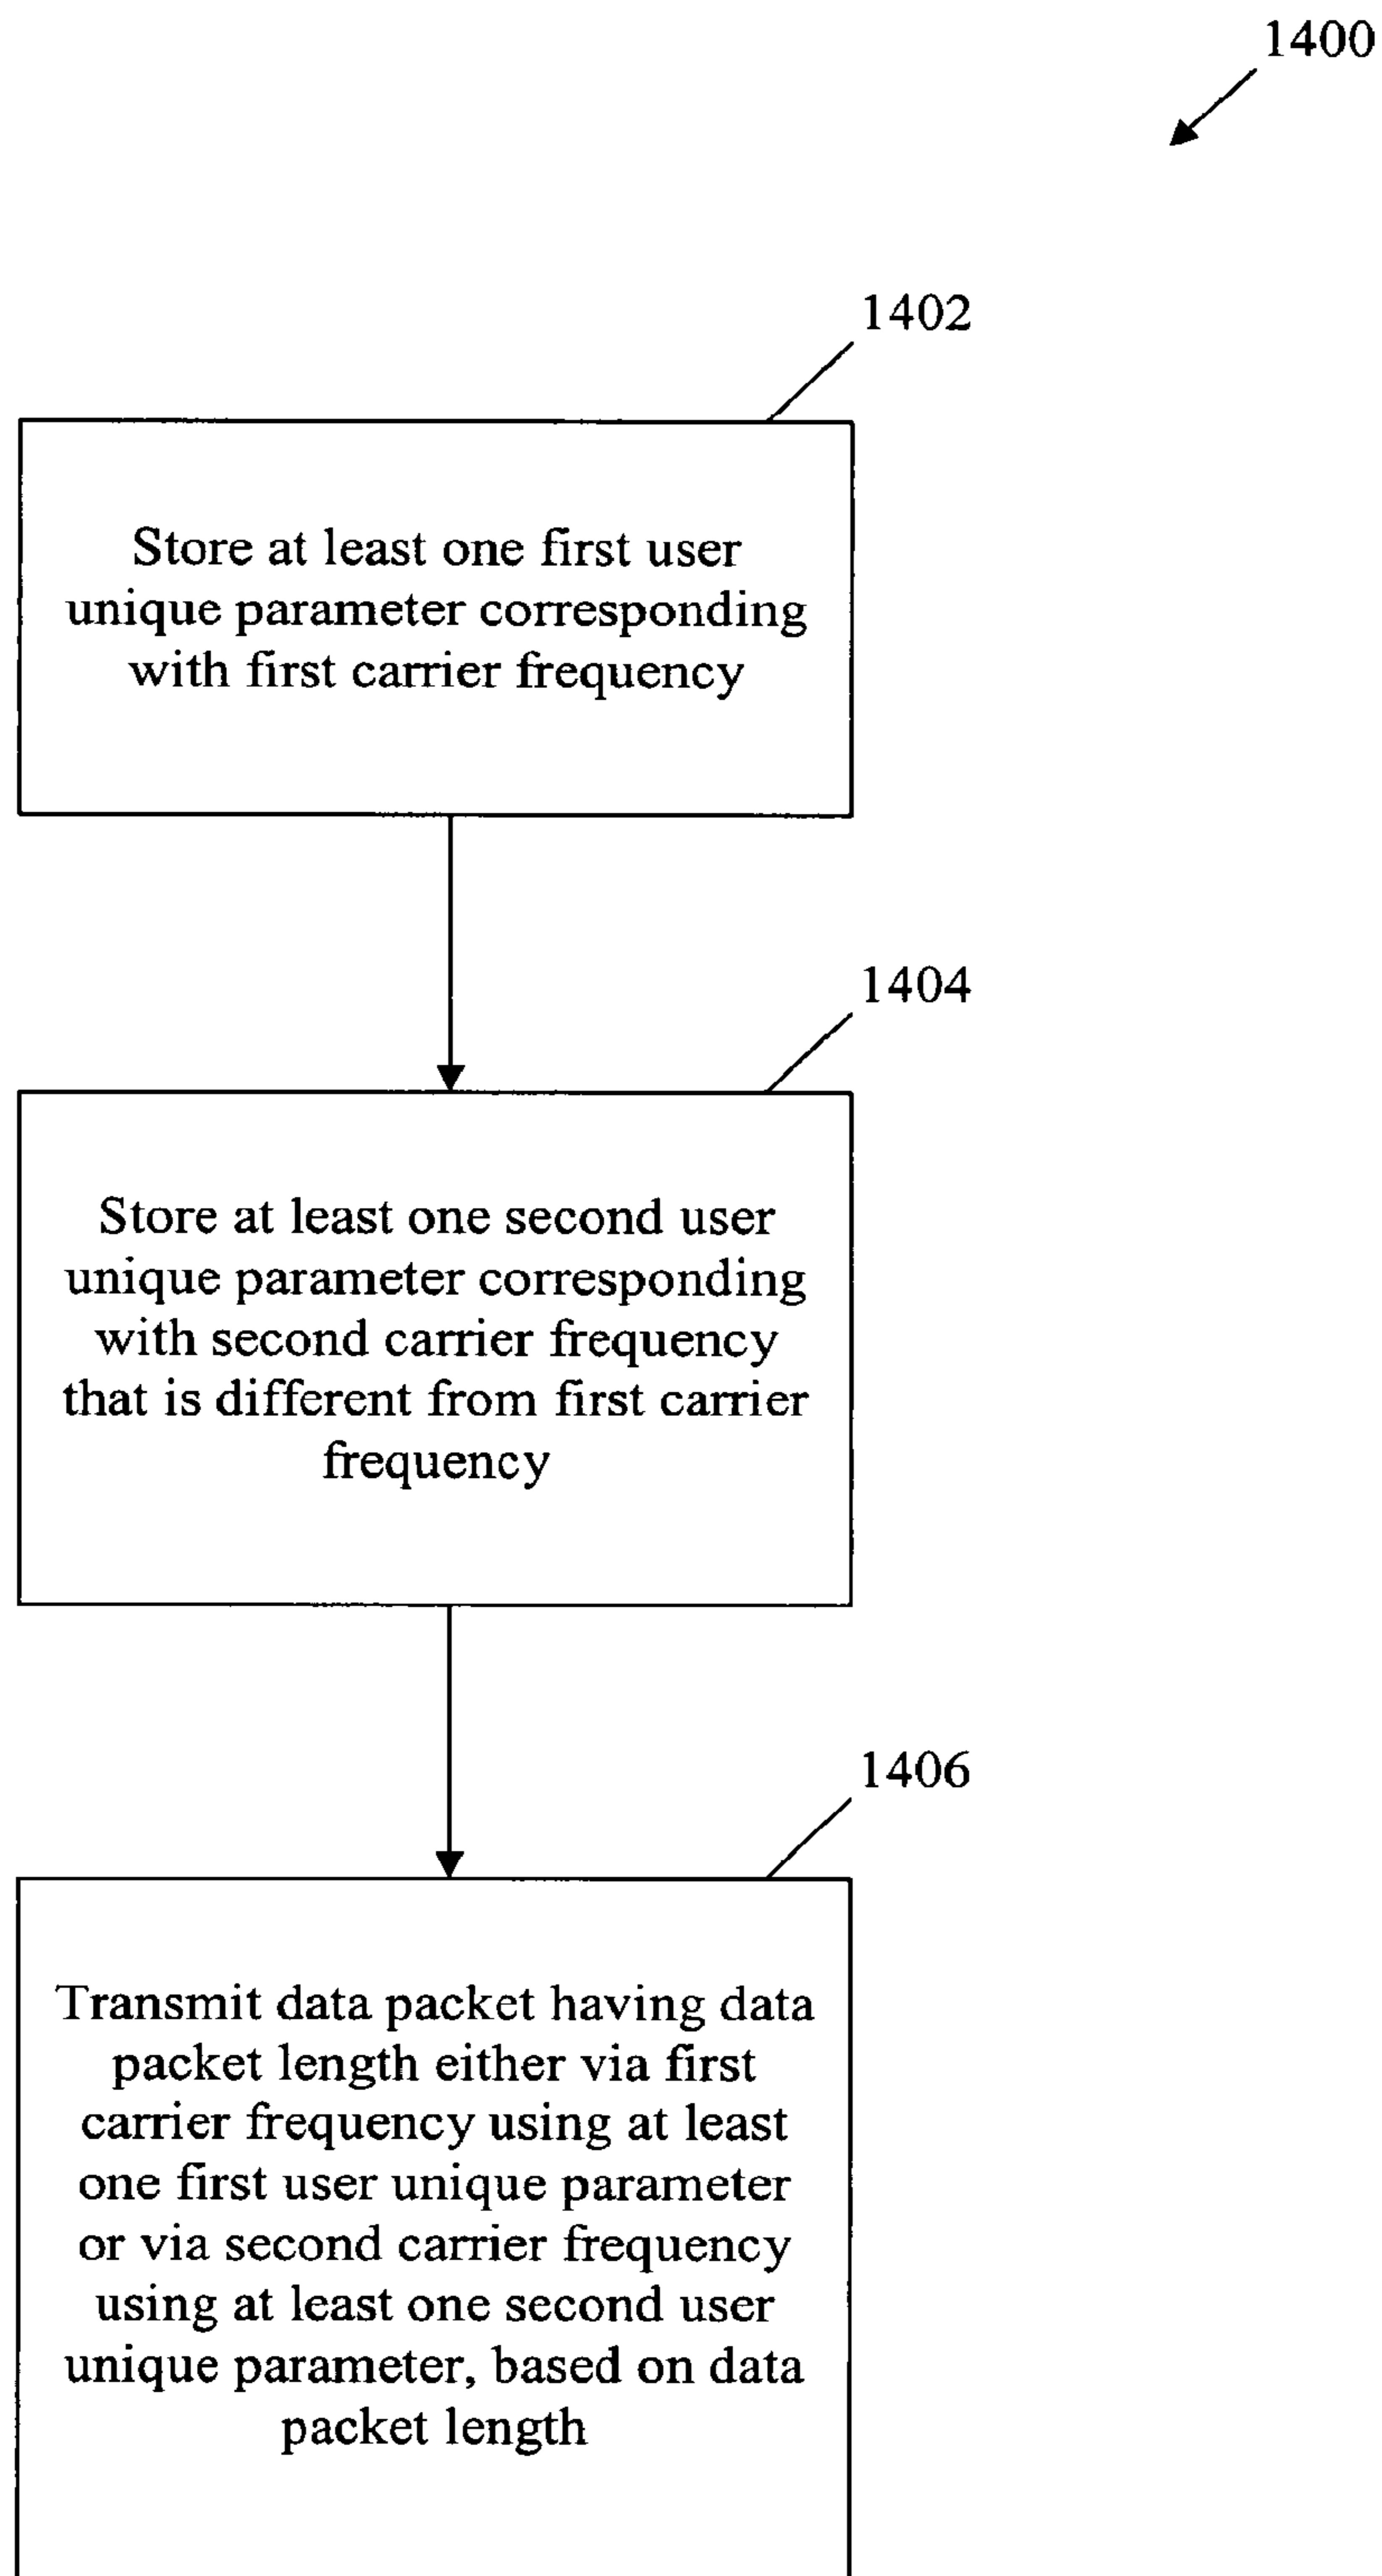 1400
1402
Store at least one first user
unique parameter corresponding
with first carrier frequency
1404
Store at least one second user
unique parameter corresponding
with second carrier frequency
that is different from first carrier
frequency
1406
Transmit data packet having data
packet length either via first
carrier frequency using at least
one first user unique parameter
or via second carrier frequency
using at least one second user
unique parameter, based on data
packet length